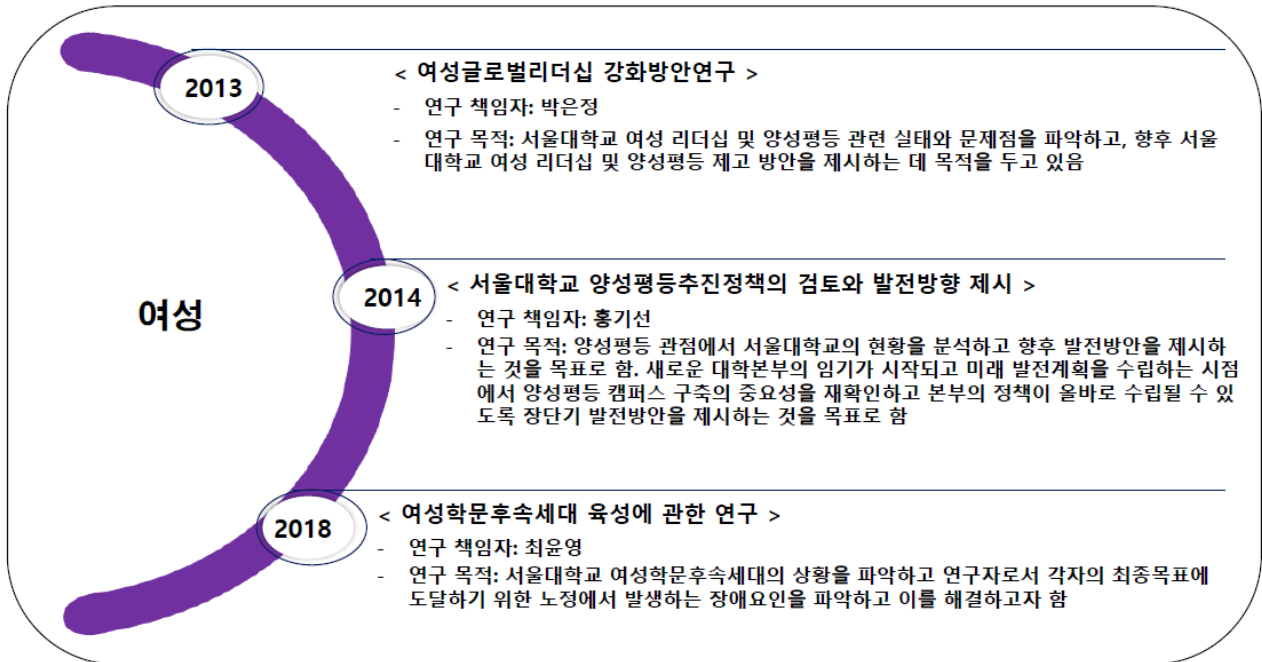 여성
2013
< 여성글로벌리더십 강화방안연구 >
- 연구 책임자: 박은정
- 연구 목적: 서울대학교 여성 리더십 및 양성평등 관련 실태와 문제점을 파악하고, 향후 서울
대학교 여성 리더십 및 양성평등 제고 방안을 제시하는 데 목적을 두고 있음
2014
< 서울대학교 양성평등추진정책의 검토와 발전방향 제시 >
- 연구 책임자: 홍기선
- 연구 목적: 양성평등 관점에서 서울대학교의 현황을 분석하고 향후 발전방안을 제시하
는 것을 목표로 함. 새로운 대학본부의 임기가 시작되고 미래 발전계획을 수립하는 시점
에서 양성평등 캠퍼스 구축의 중요성을 재확인하고 본부의 정책이 올바로 수립될 수 있
도록 장단기 발전방안을 제시하는 것을 목표로 함
2018
< 여성학문후속세대 육성에 관한 연구 >
- 연구 책임자: 최윤영
- 연구 목적: 서울대학교 여성학문후속세대의 상황을 파악하고 연구자로서 각자의 최종목표에
도달하기 위한 노정에서 발생하는 장애요인을 파악하고 이를 해결하고자 함